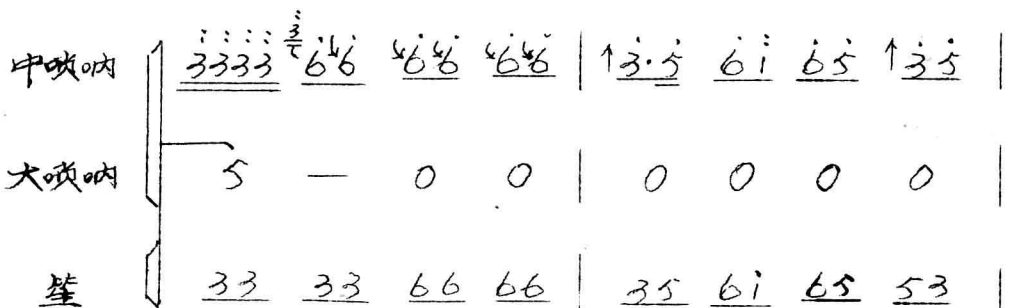 中唢呐 3333 3 66 66 66 | ↑3·5 6i 65 ↑35 |
大唢呐 5 — 0 0 | 0 0 0 0 |
笙 33 33 66 66 | 35 6i 65 53 |